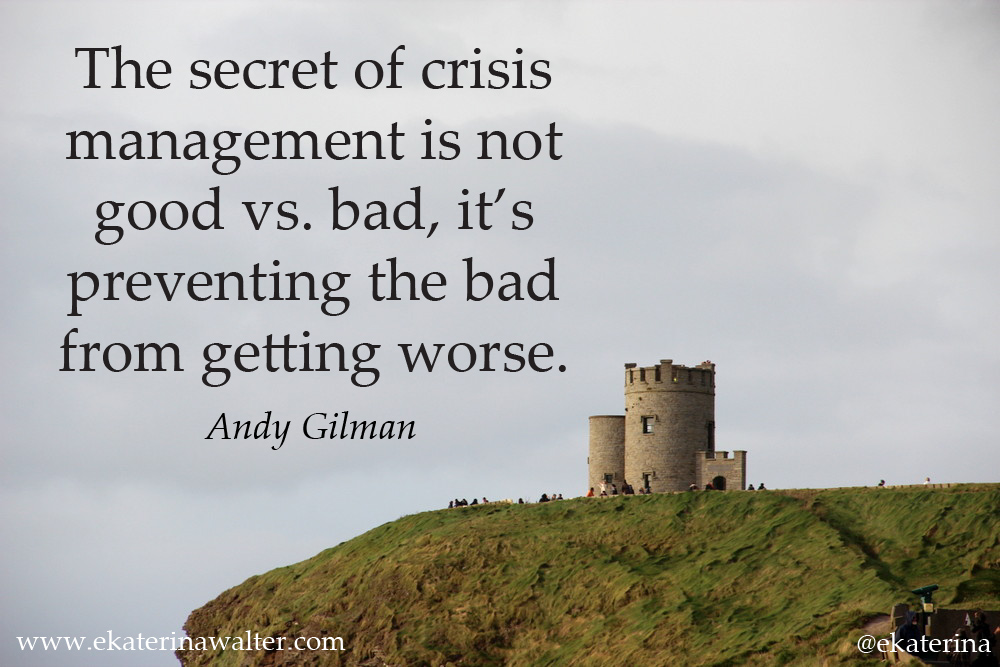 The secret of crisis
management is not
good vs. bad, it’s
preventing the bad
from getting worse.
Andy Gilman
www.ekaterinawalter.com
@ekaterina